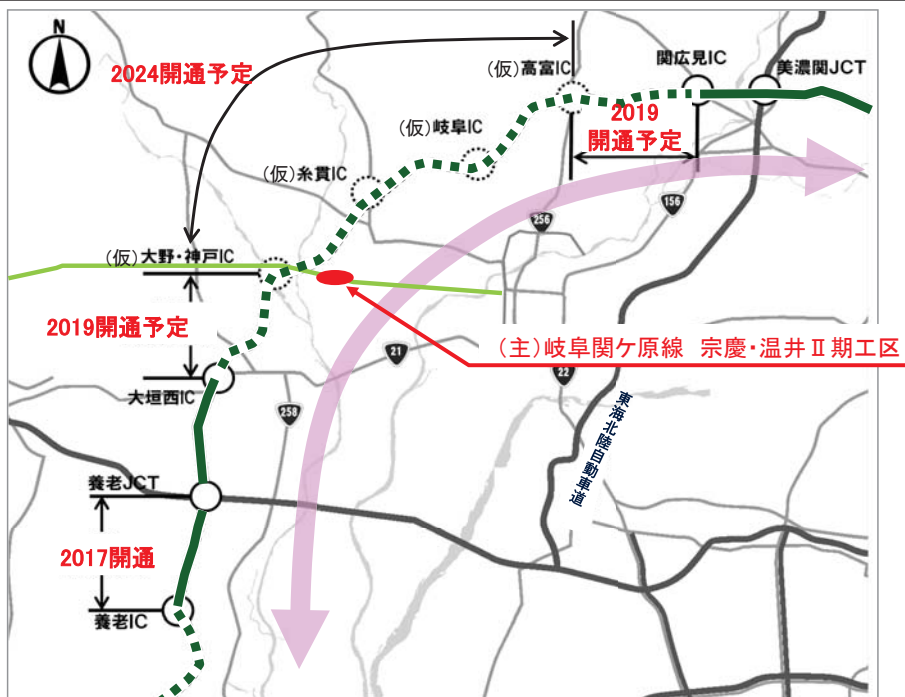 N
2024開通予定
(仮)高富IC
関広見IC
美濃関JCT
2019
開通予定
(仮)岐阜IC
(仮)糸貫IC
156
256
(仮)大野・神戸IC
2019開通予定
(主)岐阜関ケ原線 宗慶・温井Ⅱ期工区
21
22
大垣西IC
258
東海北陸自動車道
養老JCT
2017開通
養老IC